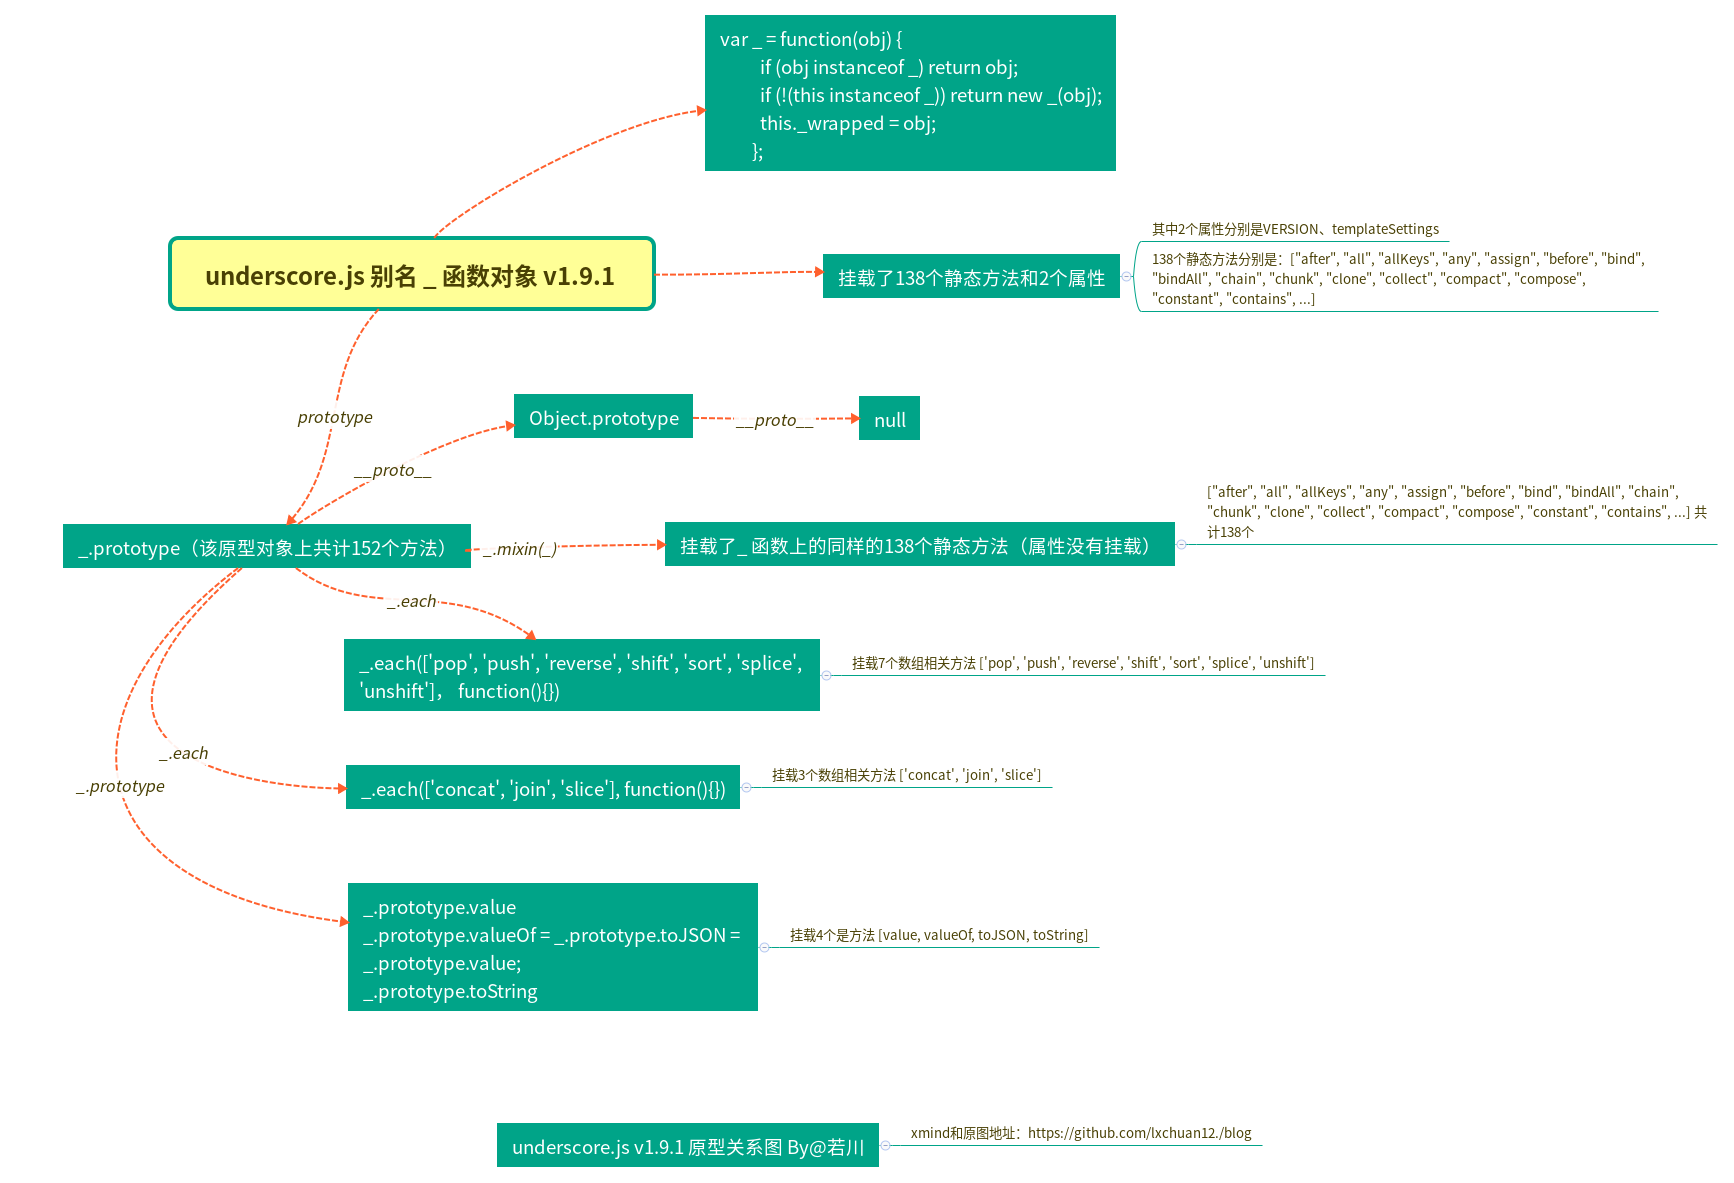 var _ = function(obj) {
if (obj instanceof _) return obj;
if (!(this instanceof _)) return new _(obj);
this._wrapped = obj;
};
underscore.js 别名 _ 函数对象 v1.9.1
挂载了138个静态方法和2个属性
其中2个属性分别是VERSION、templateSettings
138个静态方法分别是：["after", "all", "allKeys", "any", "assign", "before", "bind",
"bindAll", "chain", "chunk", "clone", "collect", "compact", "compose",
"constant", "contains", ...]
prototype
Object.prototype
__proto__
null
__proto__
_.prototype（该原型对象上共计152个方法）
_.mixin(_)
挂载了_ 函数上的同样的138个静态方法（属性没有挂载）
["after", "all", "allKeys", "any", "assign", "before", "bind", "bindAll", "chain",
"chunk", "clone", "collect", "compact", "compose", "constant", "contains", ...] 共
计138个
_.each
_.each(['pop', 'push', 'reverse', 'shift', 'sort', 'splice',
'unshift']， function(){})
挂载7个数组相关方法 ['pop', 'push', 'reverse', 'shift', 'sort', 'splice', 'unshift']
_.each
_.each(['concat', 'join', 'slice'], function(){})
挂载3个数组相关方法 ['concat', 'join', 'slice']
_.prototype
_.prototype.value
_.prototype.valueOf = _.prototype.toJSON =
_.prototype.value;
_.prototype.toString
挂载4个是方法 [value, valueOf, toJSON, toString]
underscore.js v1.9.1 原型关系图 By@若川
xmind和原图地址：https://github.com/lxchuan12./blog